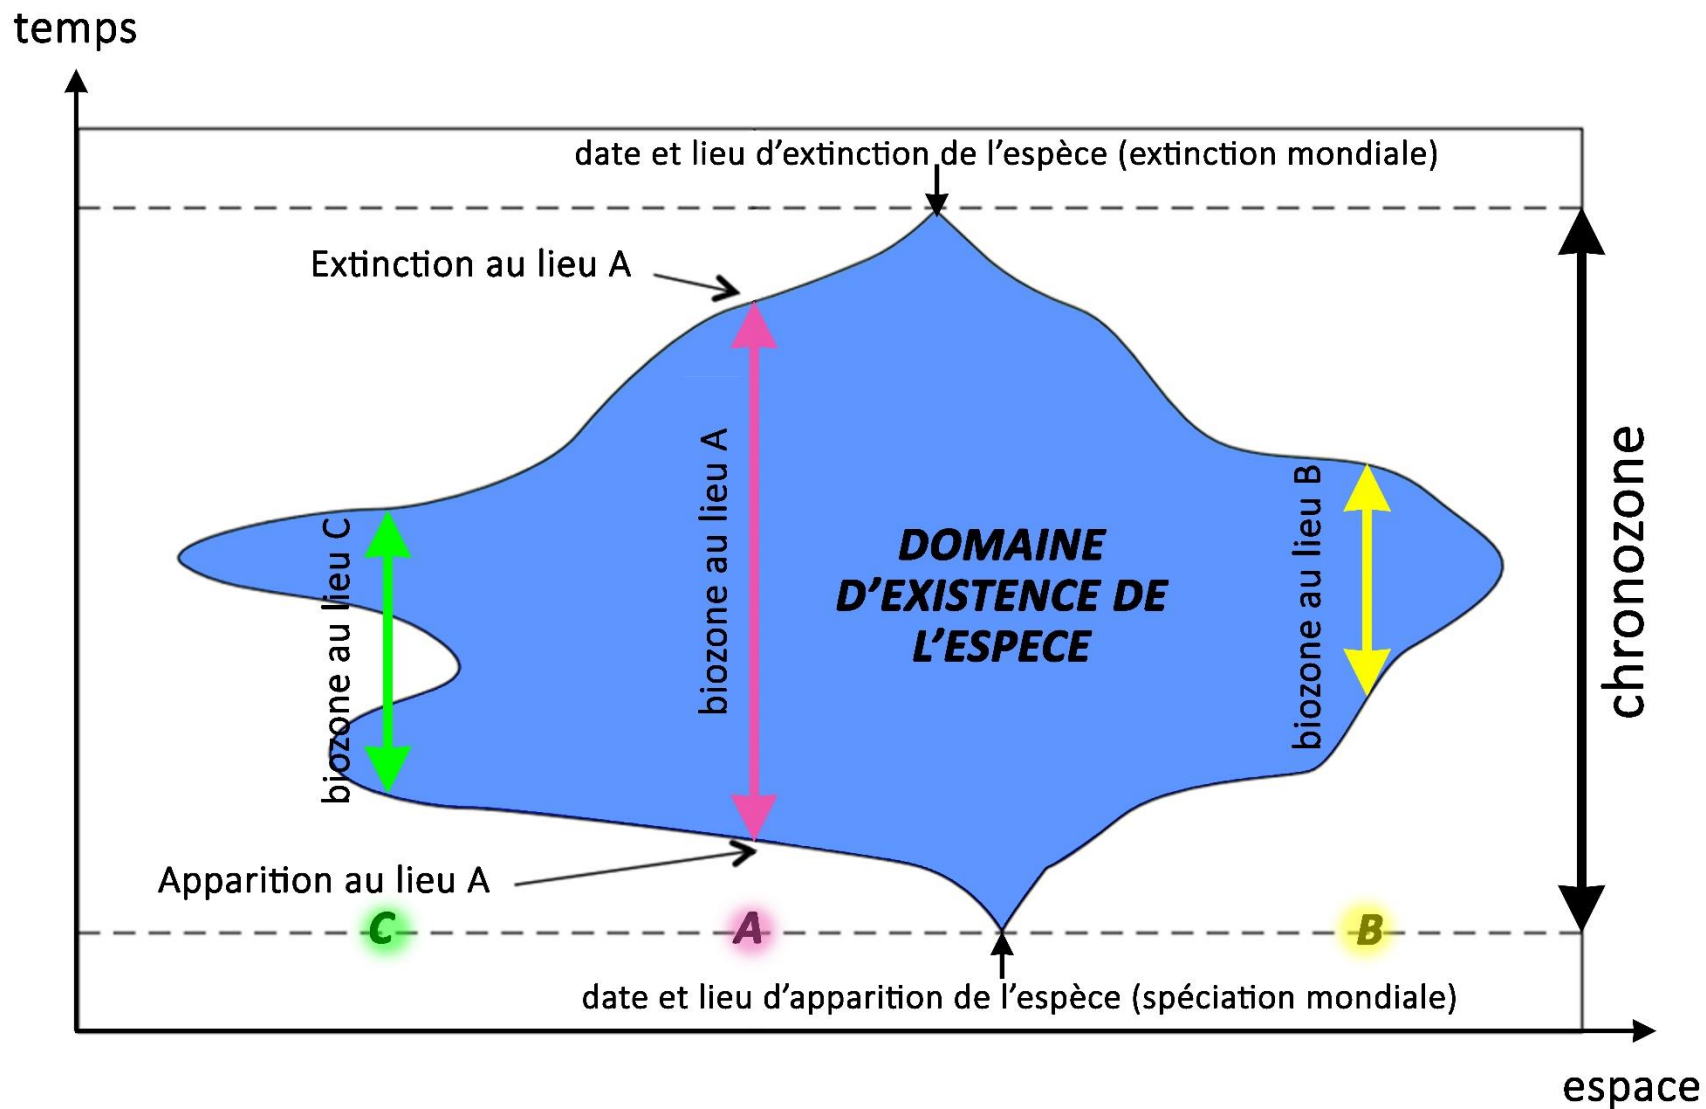 temps
date et lieu d’extinction de l’espèce (extinction mondiale)
Extinction au lieu A
biozone au lieu C
biozone au lieu A
DOMAINE
D’EXISTENCE DE
L’ESPECE
biozone au lieu B
chronozone
Apparition au lieu A
C
A
B
date et lieu d’apparition de l’espèce (spéciation mondiale)
espace